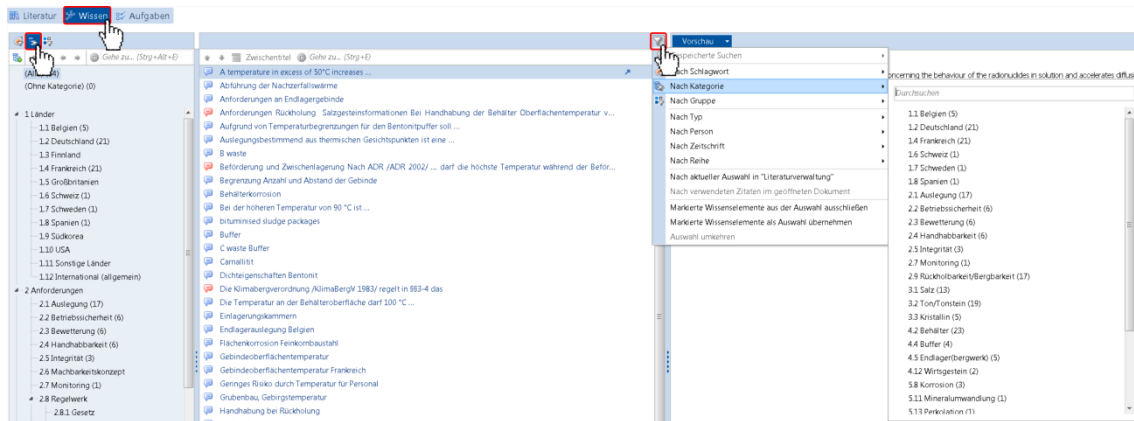 Literatur Wissen Aufgaben
Gehe zu... (Strg+Alt+E)
(Ohne Kategorie) (0)
1 Länder
1.1 Belgien (5)
1.2 Deutschland (21)
1.3 Finnland
1.4 Frankreich (21)
1.5 Großbritanien
1.6 Schweiz (1)
1.7 Schweden (1)
1.8 Spanien (1)
1.9 Südkorea
1.10 USA
1.11 Sonstige Länder
1.12 International (allgemein)
2 Anforderungen
2.1 Auslegung (17)
2.2 Betriebssicherheit (6)
2.3 Bewetterung (6)
2.4 Handhabbarkeit (6)
2.5 Integrität (3)
2.6 Machbarkeitskonzept
2.7 Monitoring (1)
2.8 Regelwerk
2.8.1 Gesetz
Zwischentitel Gehe zu... (Strg+E)
A temperature in excess of 50°C increases ...
Abführung der Nachzerfallswärme
Anforderungen an Endlagergebinde
Anforderungen Rückholung Salzgesteinsformationen Bei Handhabung der Behälter Oberflächentemperatur v...
Aufgrund von Temperaturbegrenzungen für den Bentonitpuffer soll ...
Auslegungsbestimmend aus thermischen Gesichtspunkten ist eine ...
B waste
Beförderung und Zwischenlagerung Nach ADR /ADR 2002/ ... darf die höchste Temperatur während der Beför...
Begrenzung Anzahl und Abstand der Gebinde
Behälterkorrosion
Bei der höheren Temperatur von 90 °C ist ...
bituminised sludge packages
Buffer
C waste Buffer
Carnallitit
Dichteigenschaften Bentonit
Die Klimabergverordnung /KlimaBergV 1983/ regelt in §§3-4 das
Die Temperatur an der Behälteroberfläche darf 100 °C ...
Einlagerungskammern
Endlagerauslegung Belgien
Flächenkorrosion Feinkornbaustahl
Gebindeoberflächentemperatur
Gebindeoberflächentemperatur Frankreich
Geringes Risiko durch Temperatur für Personal
Grubenbau, Gebirgstemperatur
Handhabung bei Rückholung
Vorschau
Suchen
nach Schlagwort
Nach Kategorie
Nach Gruppe
Nach Typ
Nach Person
Nach Zeitschrift
Nach Reihe
Nach aktueller Auswahl in "Literaturverwaltung"
Nach verwendeten Zitaten im geöffneten Dokument
Markierte Wissenselemente aus der Auswahl ausschließen
Markierte Wissenselemente als Auswahl übernehmen
Auswahl umkehren
oncerning the behaviour of the radionuclides in solution and accelerates diffusi
Durchsuchen
1.1 Belgien (5)
1.2 Deutschland (21)
1.4 Frankreich (21)
1.6 Schweiz (1)
1.7 Schweden (1)
1.8 Spanien (1)
2.1 Auslegung (17)
2.2 Betriebssicherheit (6)
2.3 Bewetterung (6)
2.4 Handhabbarkeit (6)
2.5 Integrität (3)
2.7 Monitoring (1)
2.9 Rückholbarkeit/Bergbarkeit (17)
3.1 Salz (13)
3.2 Ton/Tonstein (19)
3.3 Kristallin (5)
4.2 Behälter (23)
4.4 Buffer (4)
4.5 Endlager(bergwerk) (5)
4.12 Wirtsgestein (2)
5.8 Korrosion (3)
5.11 Mineralumwandlung (1)
5.13 Perkolation (1)